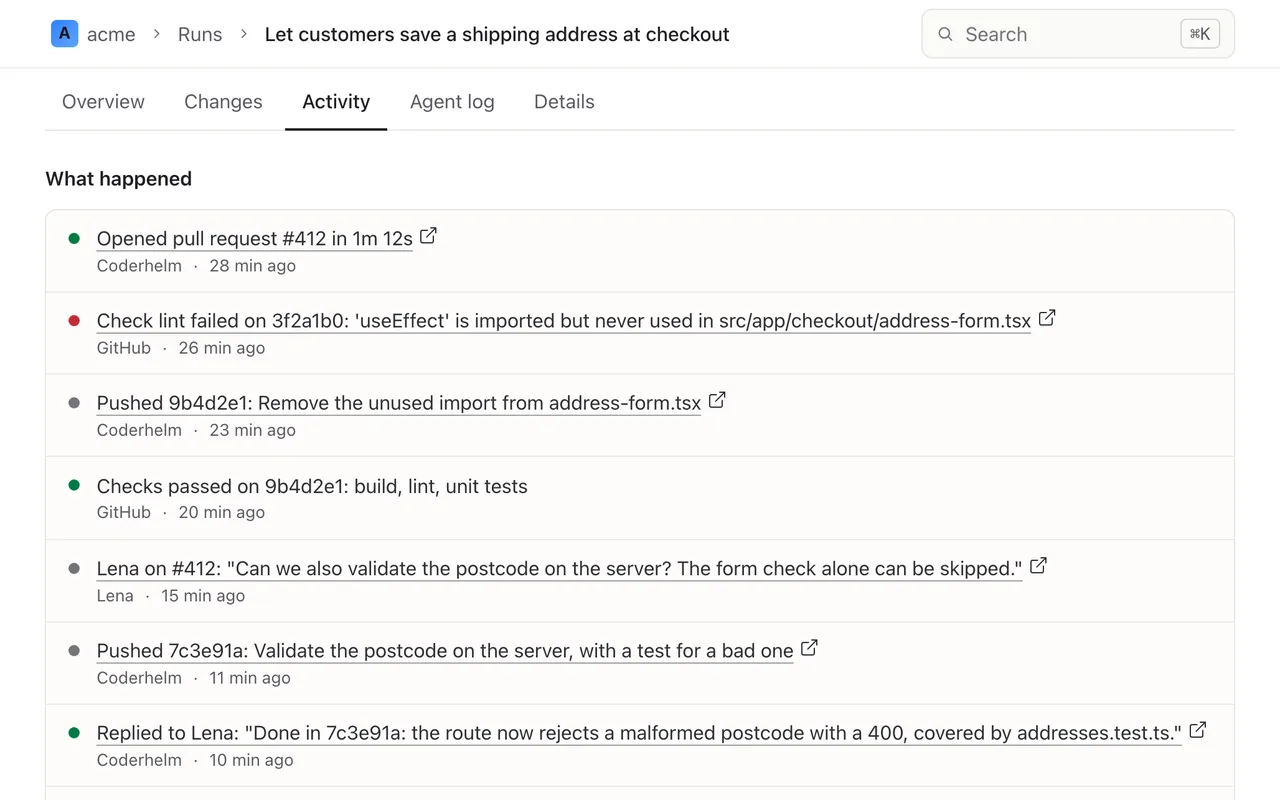 A acme › Runs › Let customers save a shipping address at checkout Search ⌘K
Overview Changes Activity Agent log Details
What happened
Opened pull request #412 in 1m 12s
Coderhelm · 28 min ago
Check lint failed on 3f2a1b0: 'useEffect' is imported but never used in src/app/checkout/address-form.tsx
GitHub · 26 min ago
Pushed 9b4d2e1: Remove the unused import from address-form.tsx
Coderhelm · 23 min ago
Checks passed on 9b4d2e1: build, lint, unit tests
GitHub · 20 min ago
Lena on #412: "Can we also validate the postcode on the server? The form check alone can be skipped."
Lena · 15 min ago
Pushed 7c3e91a: Validate the postcode on the server, with a test for a bad one
Coderhelm · 11 min ago
Replied to Lena: "Done in 7c3e91a: the route now rejects a malformed postcode with a 400, covered by addresses.test.ts."
Coderhelm · 10 min ago